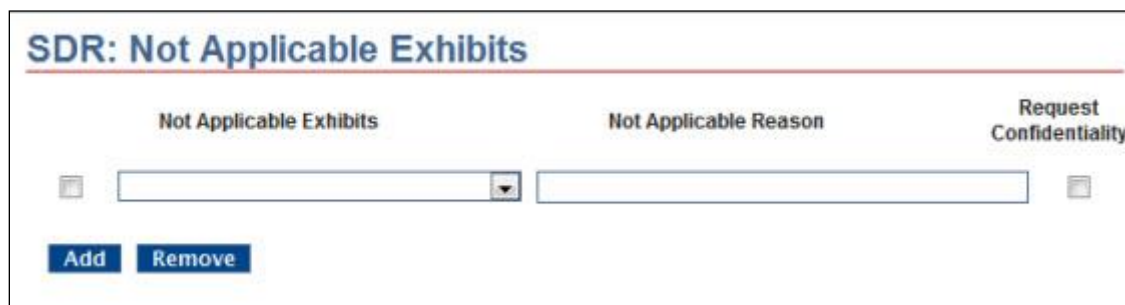 SDR: Not Applicable Exhibits
Not Applicable Exhibits
Not Applicable Reason
Request
Confidentiality
Add
Remove